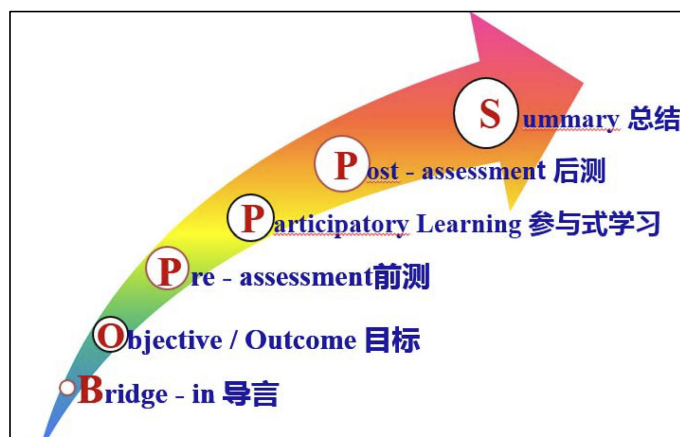 Summary 总结
Post - assessment 后测
Participatory Learning 参与式学习
Pre - assessment前测
Objective / Outcome 目标
Bridge - in 导言